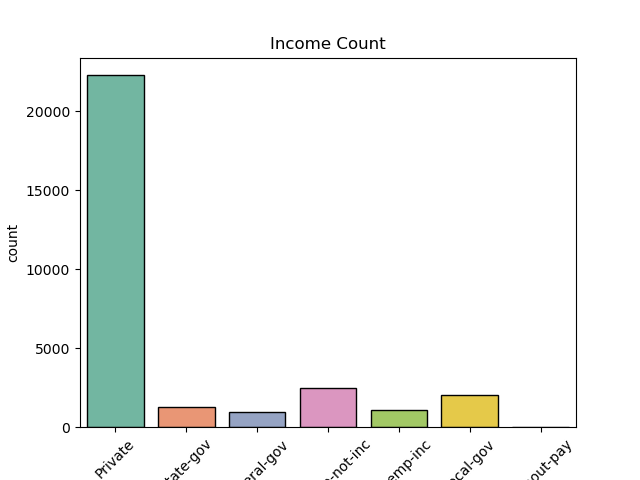 Income Count
count
20000
15000
10000
5000
0
Private
tate-gov
eral-gov
-not-inc
emp-inc
cal-gov
out-pay